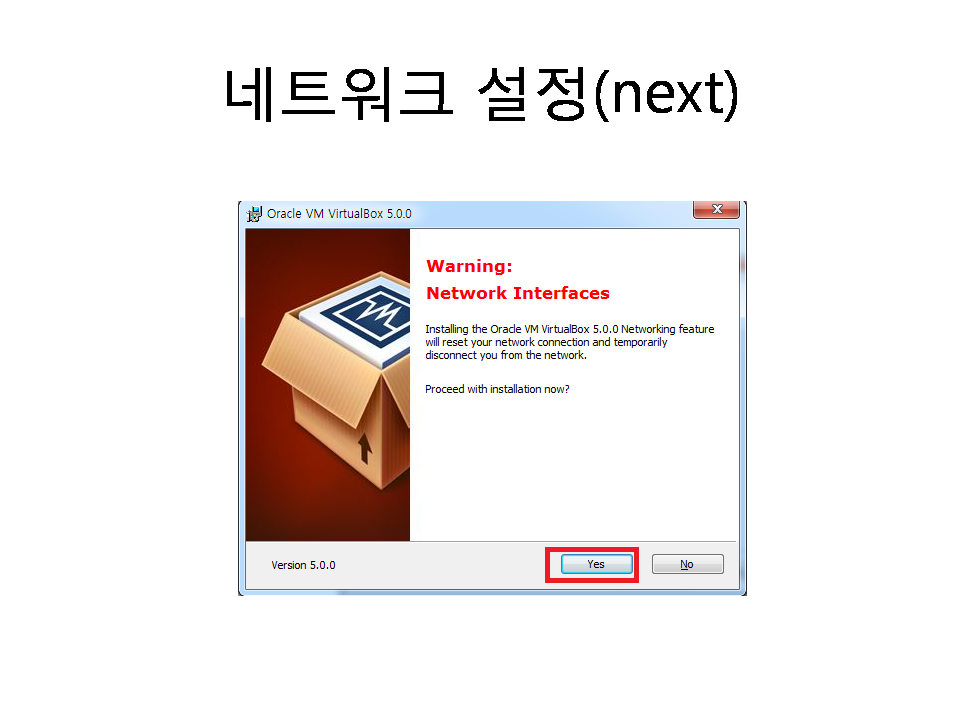 네트워크 설정(next)
Oracle VM VirtualBox 5.0.0
Warning:
Network Interfaces
Installing the Oracle VM VirtualBox 5.0.0 Networking feature
will reset your network connection and temporarily
disconnect you from the network.
Proceed with installation now?
Version 5.0.0
Yes
No